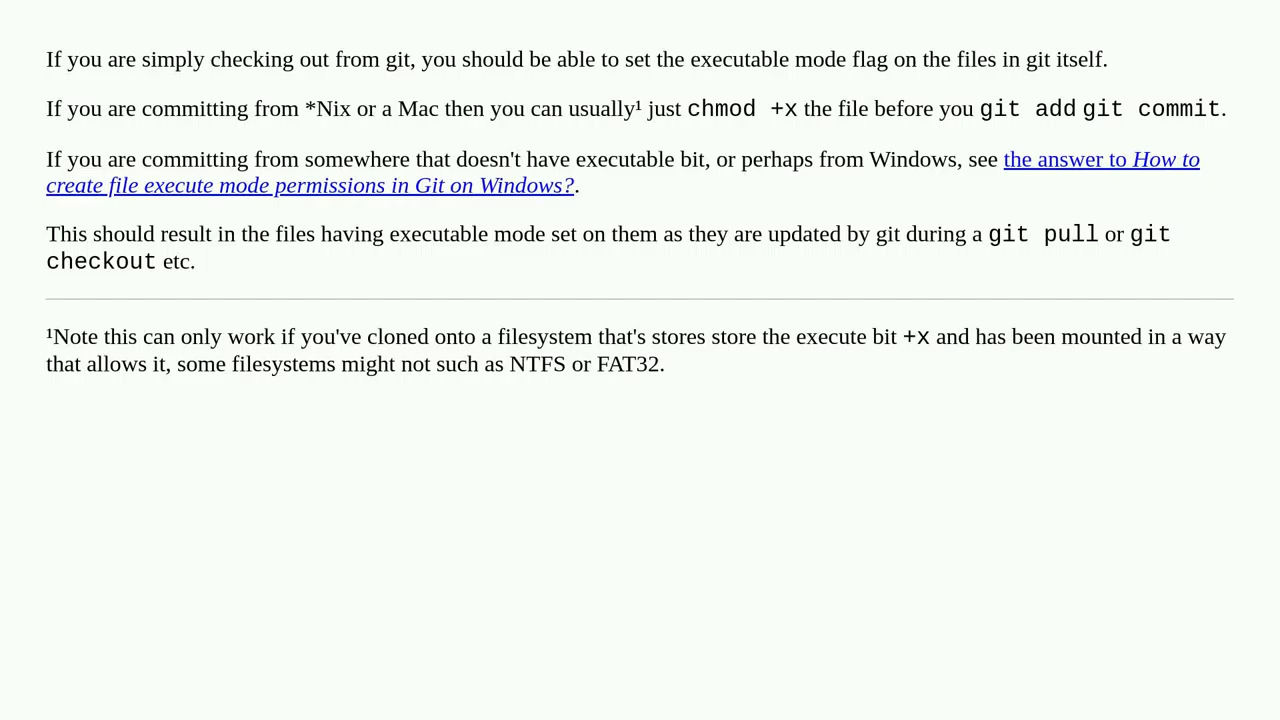 If you are simply checking out from git, you should be able to set the executable mode flag on the files in git itself.
If you are committing from *Nix or a Mac then you can usually¹ just chmod +x the file before you git add git commit.
If you are committing from somewhere that doesn't have executable bit, or perhaps from Windows, see the answer to How to
create file execute mode permissions in Git on Windows?.
This should result in the files having executable mode set on them as they are updated by git during a git pull or git
checkout etc.
¹Note this can only work if you've cloned onto a filesystem that's stores store the execute bit +x and has been mounted in a way
that allows it, some filesystems might not such as NTFS or FAT32.